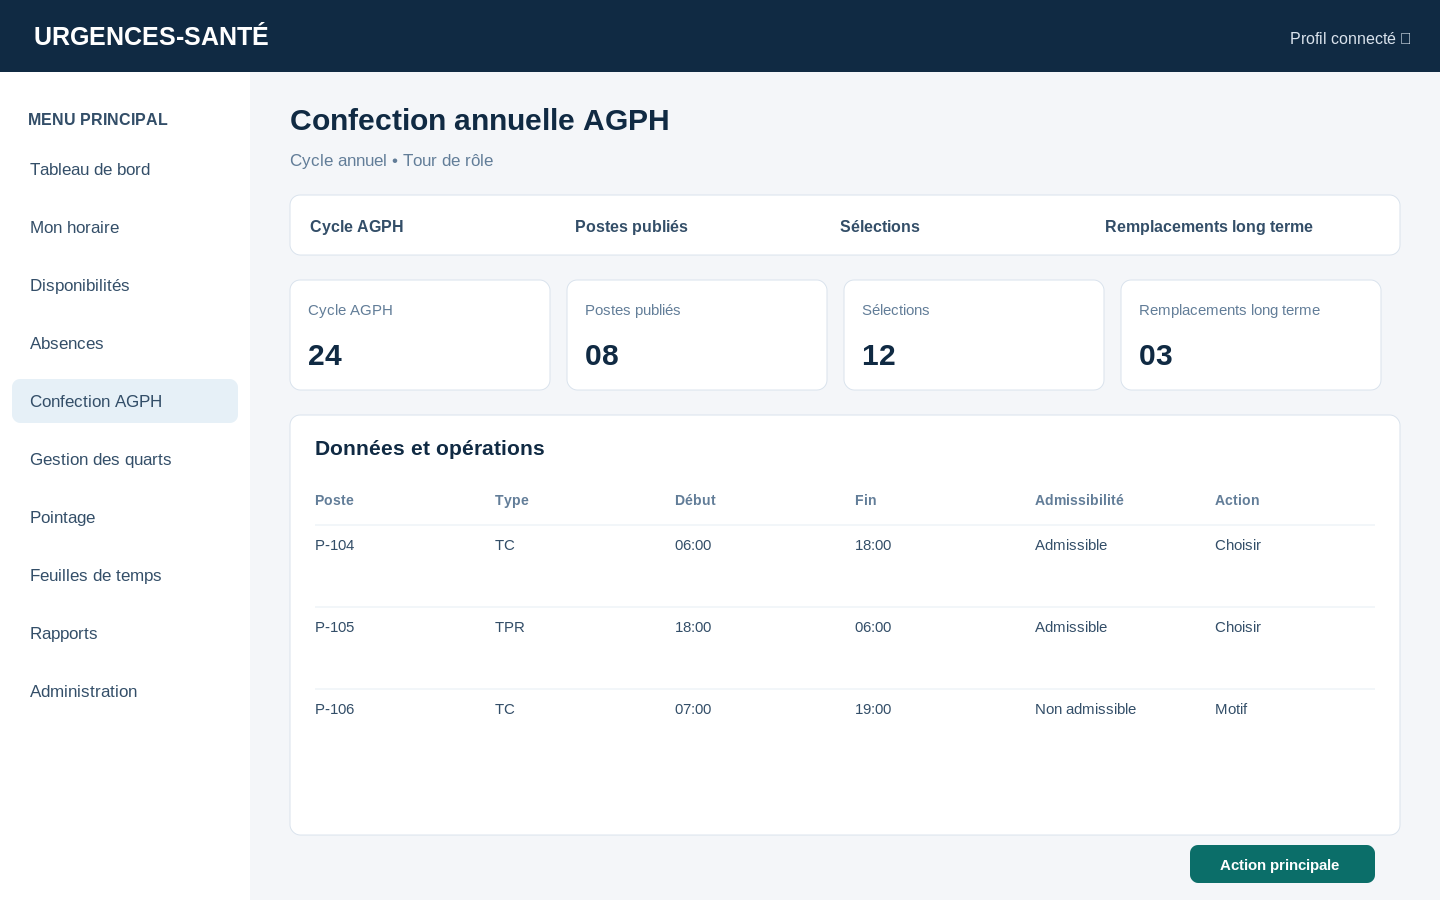 URGENCES-SANTÉ
Profil connecté
MENU PRINCIPAL
Tableau de bord
Mon horaire
Disponibilités
Absences
Confection AGPH
Gestion des quarts
Pointage
Feuilles de temps
Rapports
Administration
Confection annuelle AGPH
Cycle annuel • Tour de rôle
Cycle AGPH Postes publiés Sélections Remplacements long terme
Cycle AGPH Postes publiés Sélections Remplacements long terme
24 08 12 03
Données et opérations
Poste Type Début Fin Admissibilité Action
P-104 TC 06:00 18:00 Admissible Choisir
P-105 TPR 18:00 06:00 Admissible Choisir
P-106 TC 07:00 19:00 Non admissible Motif
Action principale